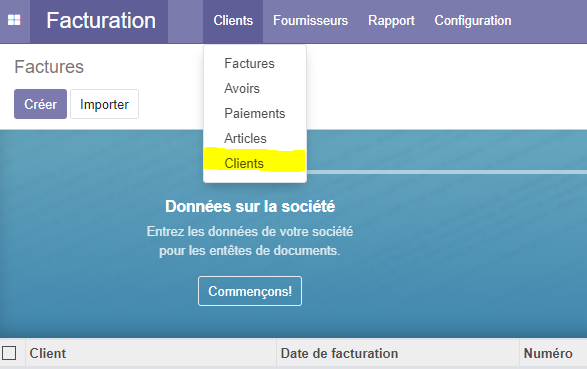 Facturation Clients Fournisseurs Rapport Configuration
Factures
Avoirs
Paiements
Articles
Clients
Factures
Créer Importer
Données sur la société
Entrez les données de votre société
pour les entêtes de documents.
Commençons!
Client Date de facturation Numéro